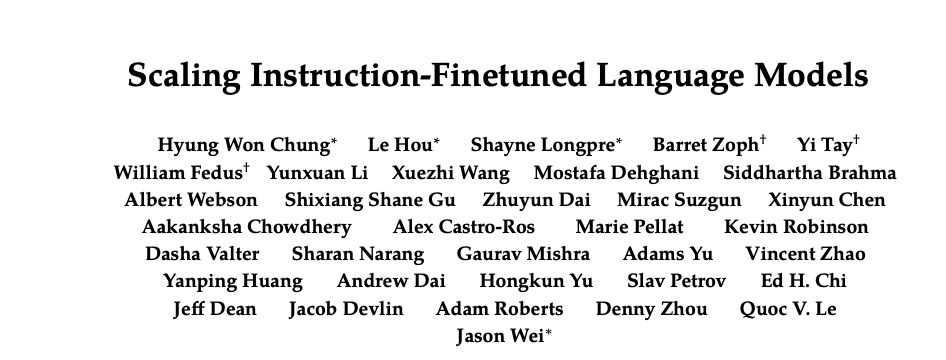 Scaling Instruction-Finetuned Language Models
Hyung Won Chung* Le Hou* Shayne Longpre* Barret Zoph† Yi Tay†
William Fedus† Yunxuan Li Xuezhi Wang Mostafa Dehghani Siddhartha Brahma
Albert Webson Shixiang Shane Gu Zhuyun Dai Mirac Suzgun Xinyun Chen
Aakanksha Chowdhery Alex Castro-Ros Marie Pellat Kevin Robinson
Dasha Valter Sharan Narang Gaurav Mishra Adams Yu Vincent Zhao
Yanping Huang Andrew Dai Hongkun Yu Slav Petrov Ed H. Chi
Jeff Dean Jacob Devlin Adam Roberts Denny Zhou Quoc V. Le
Jason Wei*